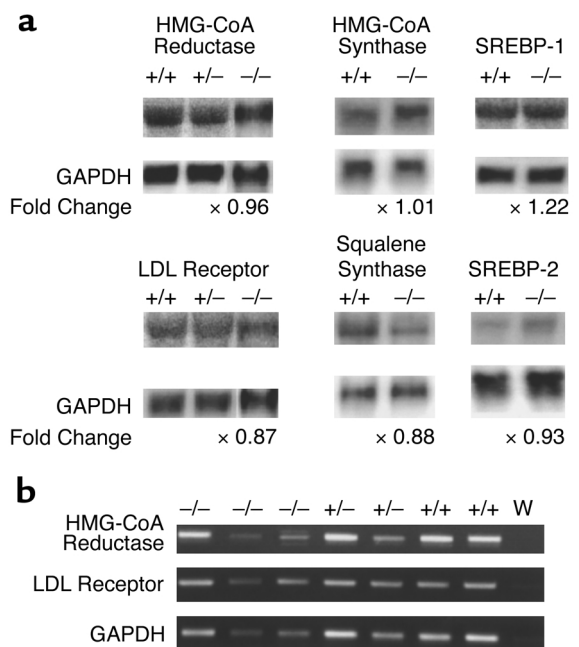 a
HMG-CoA Reductase
HMG-CoA Synthase
SREBP-1
+/+ +/− −/−
+/+ −/−
+/+ −/−
GAPDH
Fold Change × 0.96 × 1.01 × 1.22
LDL Receptor
Squalene Synthase
SREBP-2
+/+ +/− −/−
+/+ −/−
+/+ −/−
GAPDH
Fold Change × 0.87 × 0.88 × 0.93
b
−/− −/− −/− +/− +/− +/+ +/+ W
HMG-CoA
Reductase
LDL Receptor
GAPDH